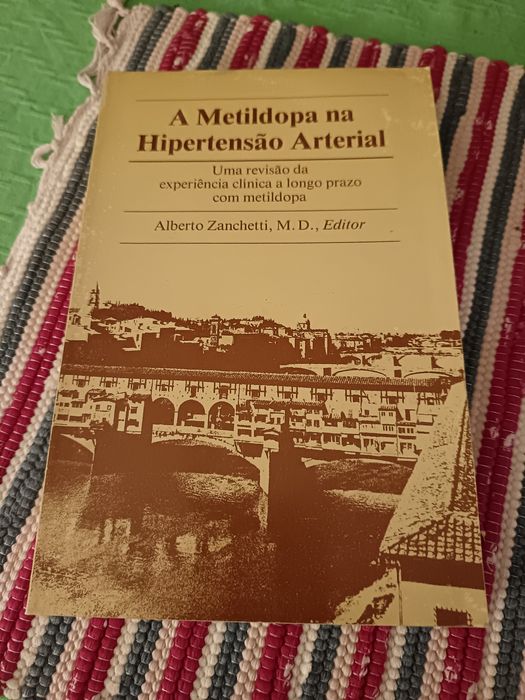 A Metildopa na
Hipertensão Arterial
Uma revisão da
experiência clínica a longo prazo
com metildopa
Alberto Zanchetti, M.D., Editor